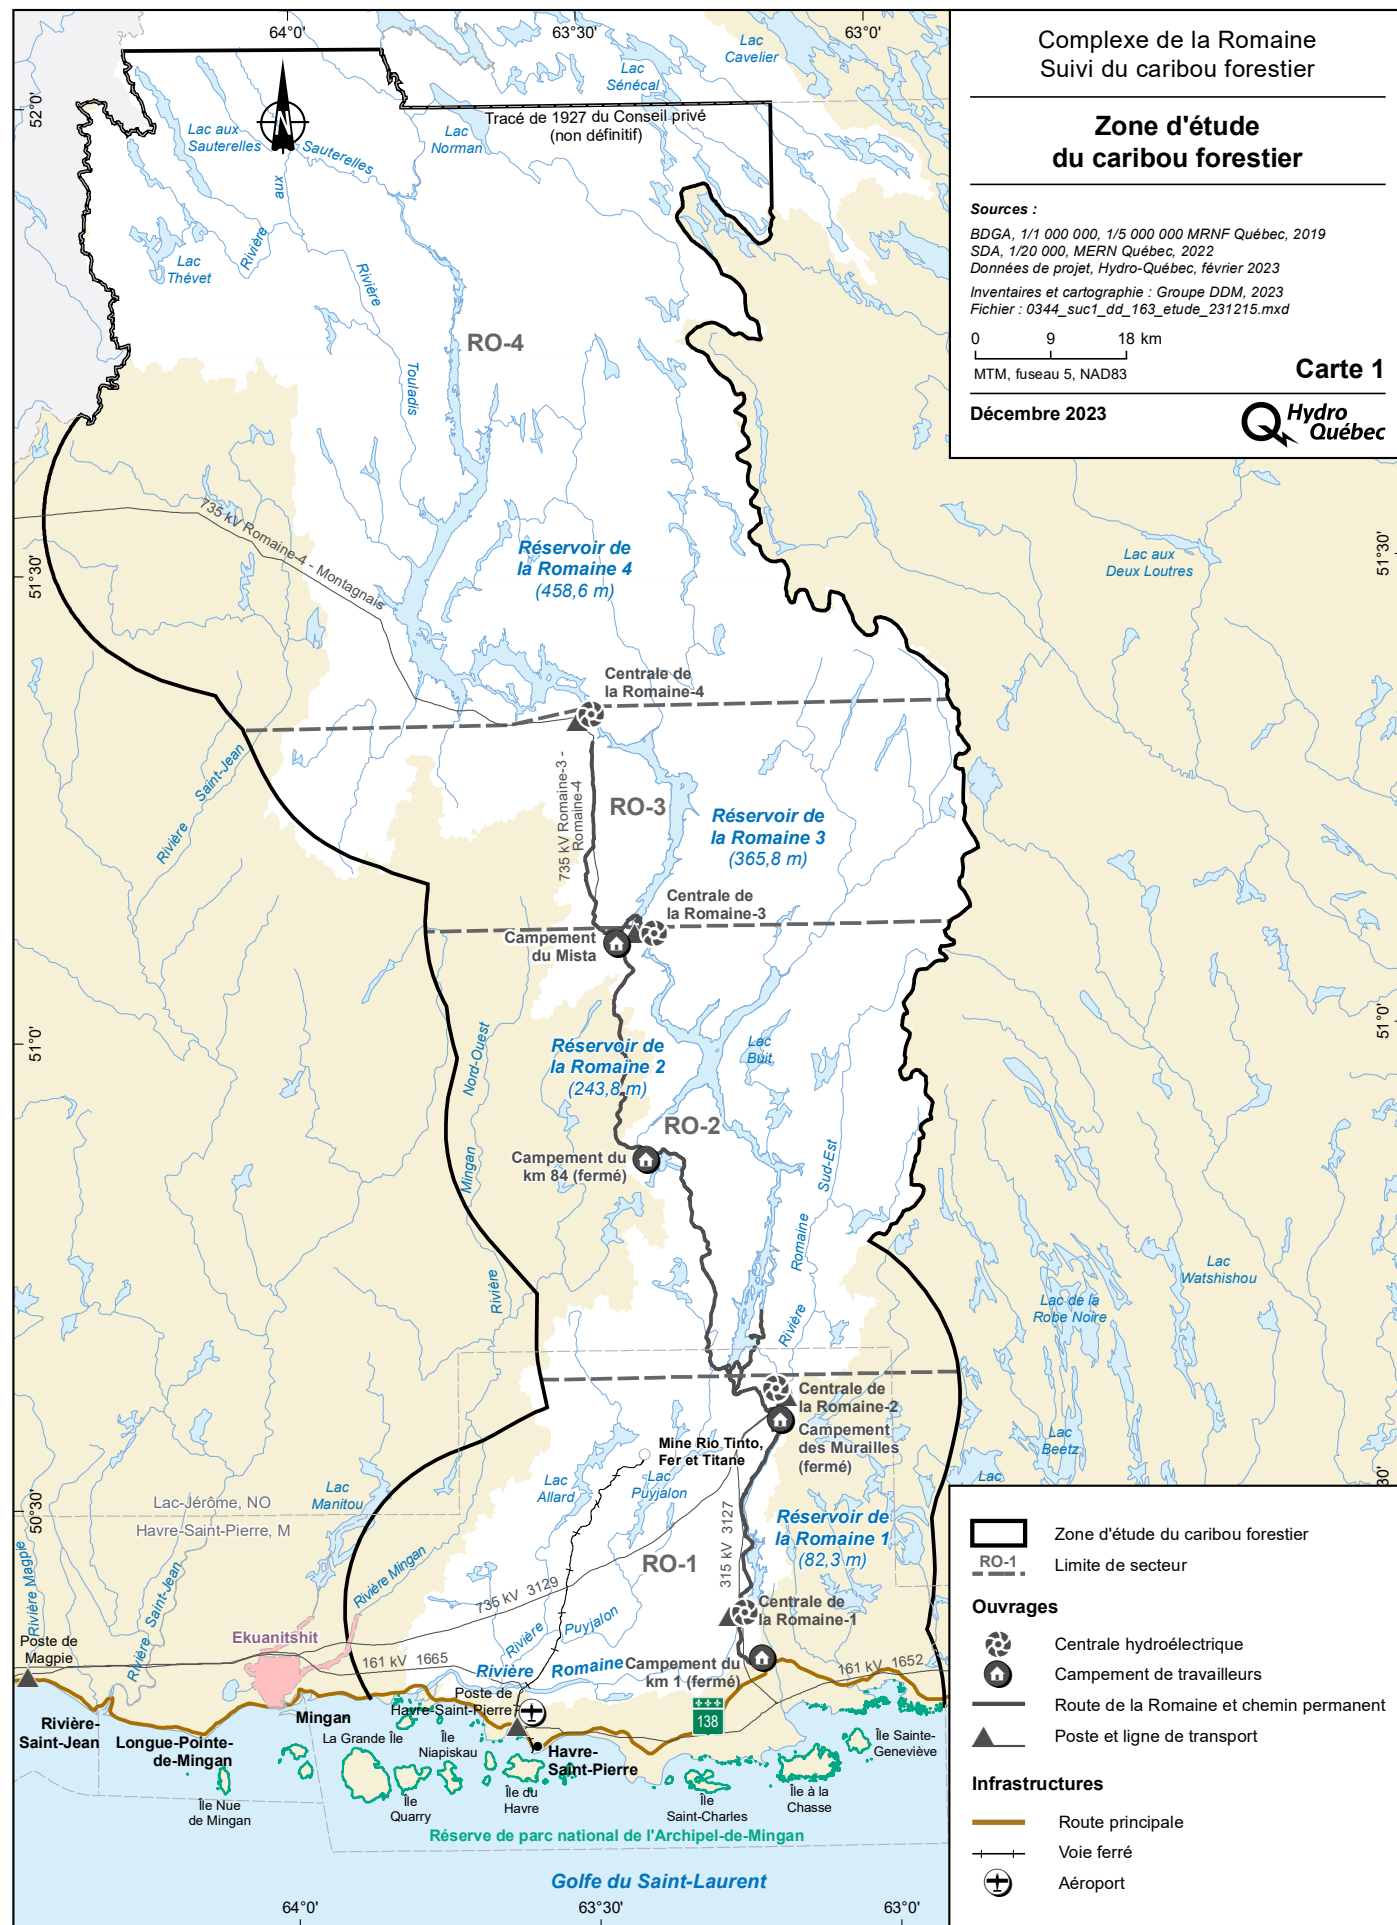 64°0'
63°30'
63°0'
Complexe de la Romaine
Suivi du caribou forestier
Zone d'étude
du caribou forestier
Sources :
BDGA, 1/1 000 000, 1/5 000 000 MRNF Québec, 2019
SDA, 1/20 000, MERN Québec, 2022
Données de projet, Hydro-Québec, février 2023
Inventaires et cartographie : Groupe DDM, 2023
Fichier : 0344_suc1_dd_163_etude_231215.mxd
0 9 18 km
MTM, fuseau 5, NAD83
Carte 1
Décembre 2023
Hydro
Québec
Lac
Cavelier
Lac
Sénécal
52°0'
Tracé de 1927 du Conseil privé
(non définitif)
N
Lac aux
Sauterelles
Lac
Norman
Rivière aux Sauterelles
Lac
Thévet
Rivière Touladis
RO-4
735 kV Romaine-4 - Montagnais
51°30'
51°30'
Réservoir de
la Romaine 4
(458,6 m)
Lac aux
Deux Loutres
Centrale de
la Romaine-4
Rivière Saint-Jean
735 kV Romaine-3 -
Romaine-4
RO-3
Réservoir de
la Romaine 3
(365,8 m)
Centrale de
la Romaine-3
Campement
du Mista
51°0'
51°0'
Réservoir de
la Romaine 2
(243,8 m)
Lac
Buit
Rivière Mingan Nord-Ouest
RO-2
Campement du
km 84 (fermé)
Rivière Romaine Sud-Est
Lac
Watshishou
Lac de la
Robe Noire
Centrale de
la Romaine-2
Campement
des Murailles
(fermé)
Mine Rio Tinto,
Fer et Titane
Lac
Beetz
Lac
Lac
Allard
Lac
Puyjalon
Lac
Manitou
50°30'
30'
Lac-Jérôme, NO
Havre-Saint-Pierre, M
Réservoir de
la Romaine 1
(82,3 m)
315 kV 3127
RO-1
735 kV 3129
Rivière Magpie
Rivière Saint-Jean
Rivière Mingan
Rivière Puyjalon
Centrale de
la Romaine-1
Ekuanitshit
Poste de
Magpie
161 kV 1665
Rivière Romaine
Campement du
km 1 (fermé)
161 kV 1652
138
Poste de
Havre-Saint-Pierre
Rivière-
Saint-Jean
Longue-Pointe-
de-Mingan
Mingan
La Grande Île
Île
Niapiskau
Havre-
Saint-Pierre
Île Sainte-
Geneviève
Île Nue
de Mingan
Île
Quarry
Île du
Havre
Île
Saint-Charles
Île à la
Chasse
Réserve de parc national de l'Archipel-de-Mingan
Golfe du Saint-Laurent
64°0'
63°30'
63°0'
Zone d'étude du caribou forestier
RO-1
Limite de secteur
Ouvrages
Centrale hydroélectrique
Campement de travailleurs
Route de la Romaine et chemin permanent
Poste et ligne de transport
Infrastructures
Route principale
Voie ferré
Aéroport